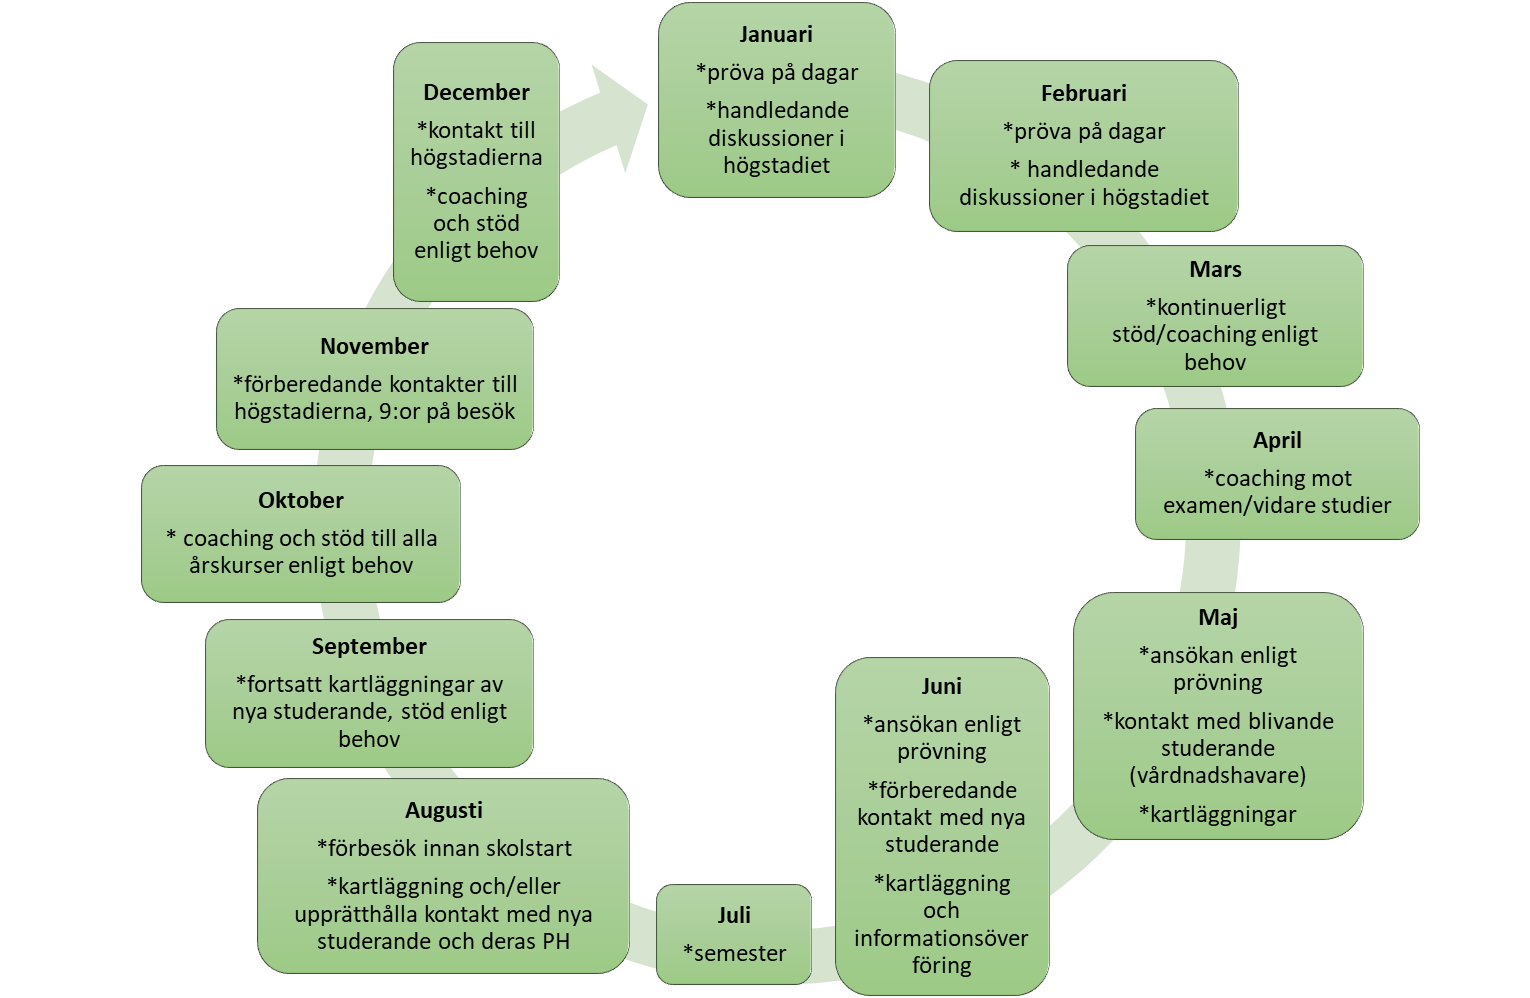 Januari
*pröva på dagar
*handledande
diskussioner i
högstadiet
Februari
*pröva på dagar
* handledande
diskussioner i högstadiet
Mars
*kontinuerligt
stöd/coaching enligt
behov
April
*coaching mot
examen/vidare studier
Maj
*ansökan enligt
prövning
*kontakt med blivande
studerande
(vårdnadshavare)
*kartläggningar
Juni
*ansökan enligt
prövning
*förberedande
kontakt med nya
studerande
*kartläggning
och
informationsöver
föring
Juli
*semester
Augusti
*förbesök innan skolstart
*kartläggning och/eller
upprätthålla kontakt med nya
studerande och deras PH
September
*fortsatt kartläggningar av
nya studerande, stöd enligt
behov
Oktober
* coaching och stöd till alla
årskurser enligt behov
November
*förberedande kontakter till
högstadierna, 9:or på besök
December
*kontakt till
högstadierna
*coaching
och stöd
enligt behov